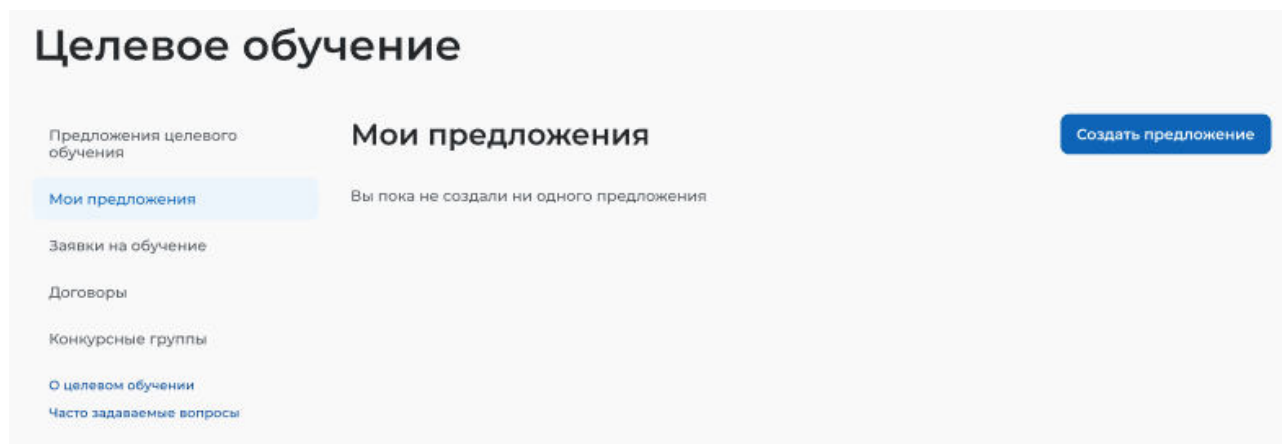 Целевое обучение
Предложения целевого
обучения
Мои предложения
Заявки на обучение
Договоры
Конкурсные группы
О целевом обучении
Часто задаваемые вопросы
Мои предложения
Создать предложение
Вы пока не создали ни одного предложения